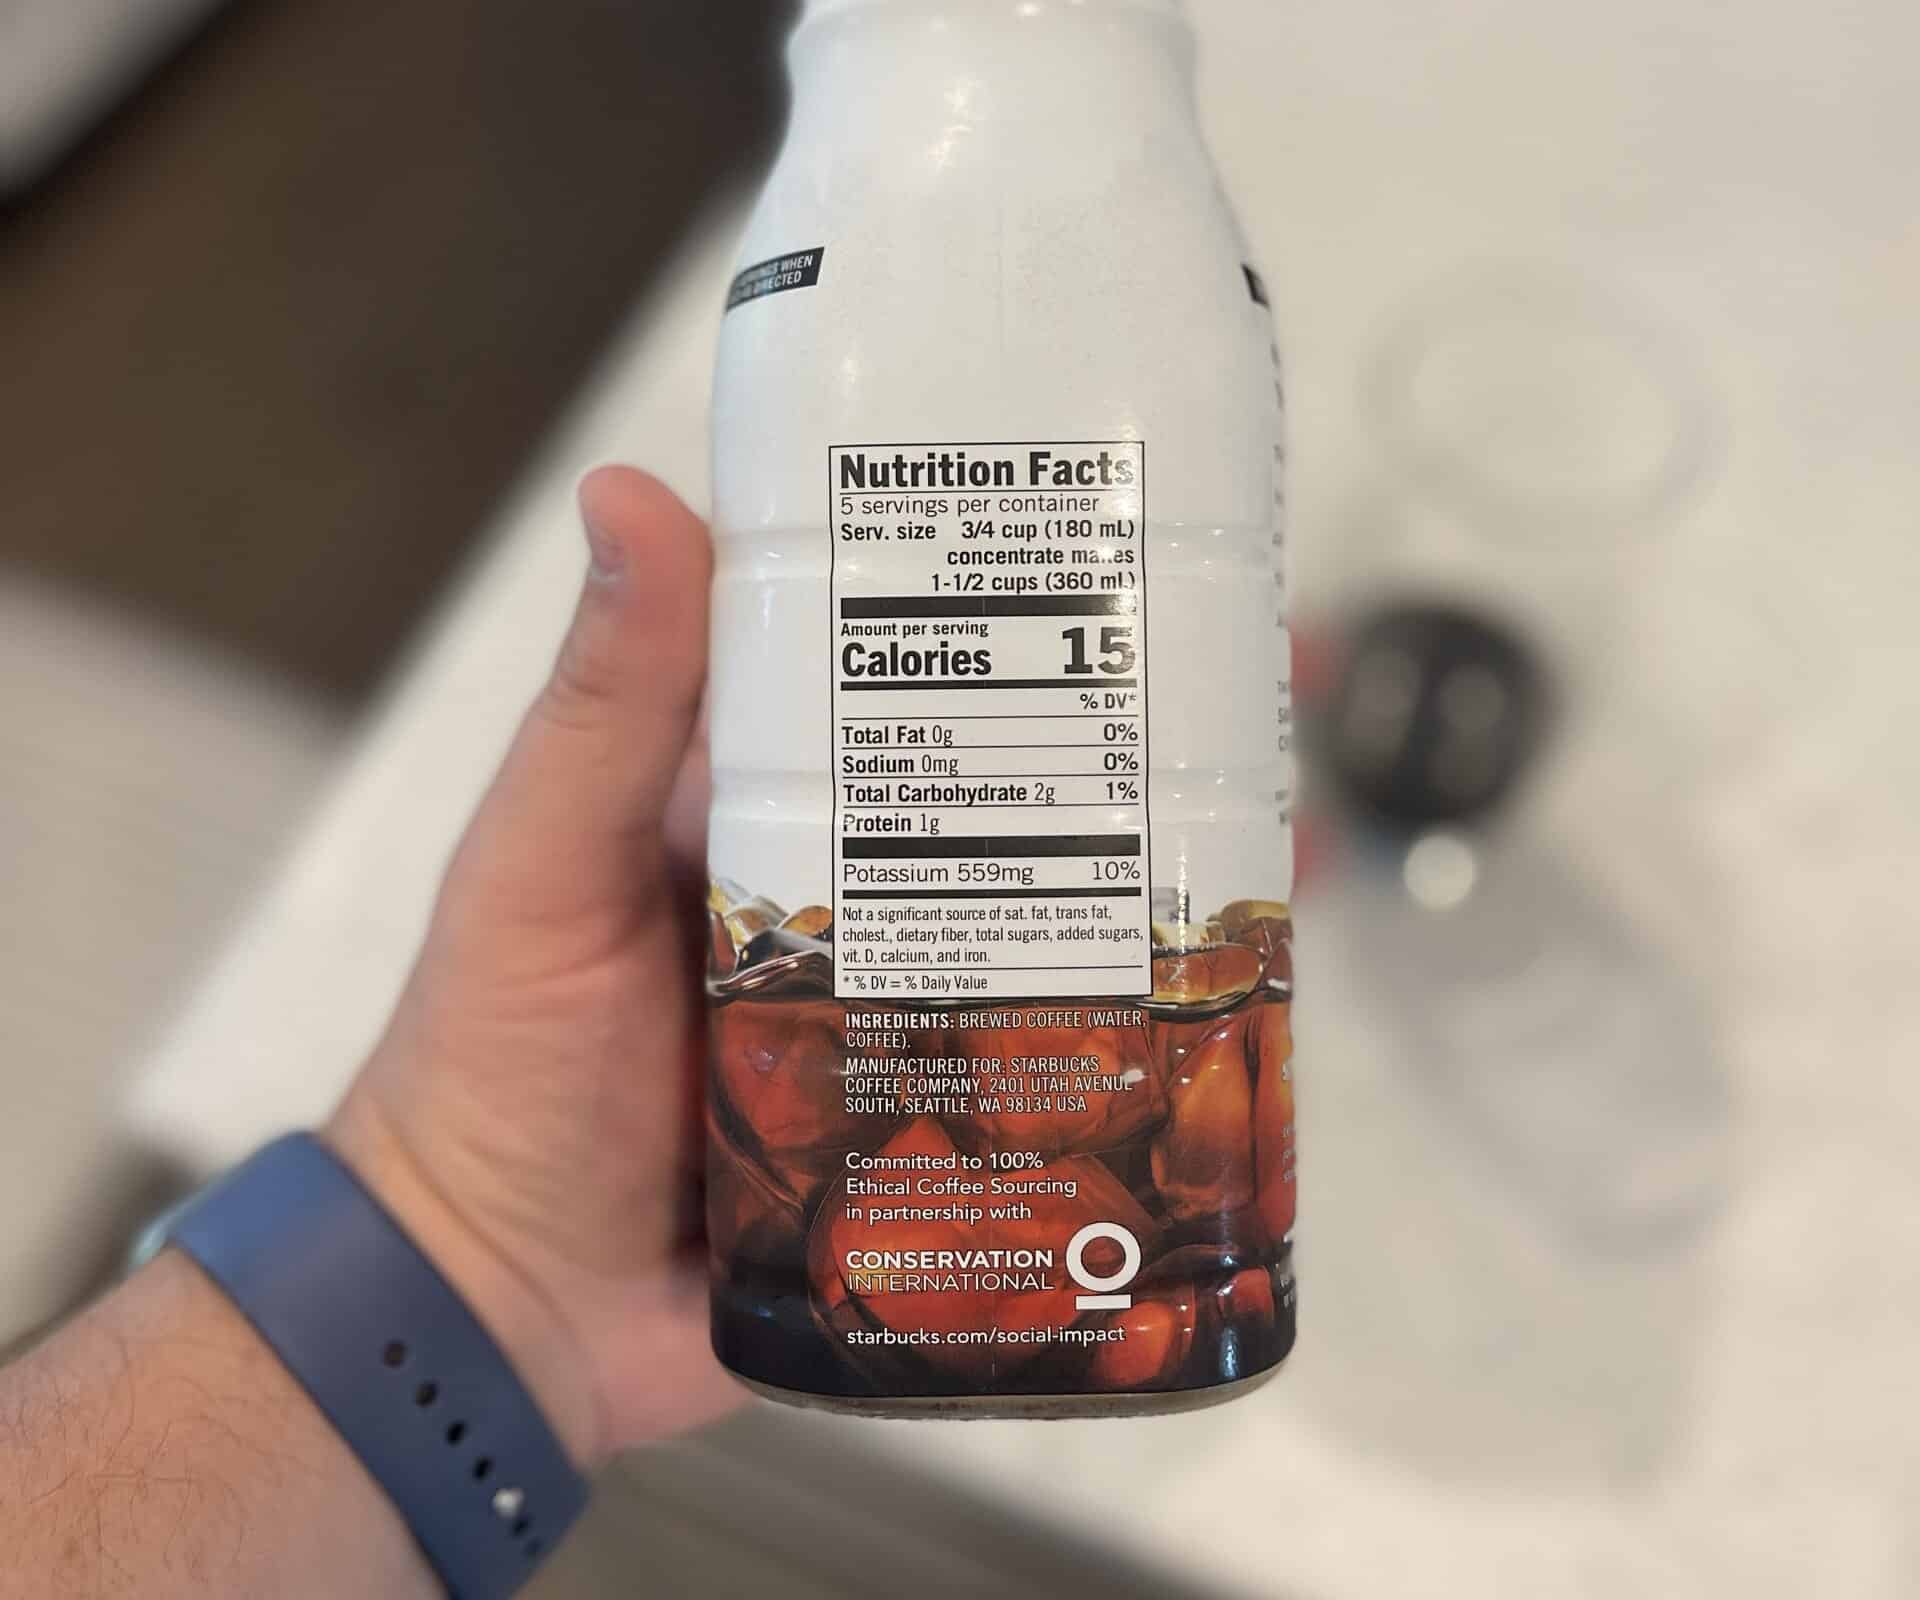 WHEN
DIRECTED
Nutrition Facts
5 servings per container
Serv. size 3/4 cup (180 mL)
concentrate makes
1-1/2 cups (360 mL)
Amount per serving
Calories 15
% DV*
Total Fat 0g 0%
Sodium 0mg 0%
Total Carbohydrate 2g 1%
Protein 1g
Potassium 559mg 10%
Not a significant source of sat. fat, trans fat,
cholest., dietary fiber, total sugars, added sugars,
vit. D, calcium, and iron.
* % DV = % Daily Value
INGREDIENTS: BREWED COFFEE (WATER,
COFFEE).
MANUFACTURED FOR: STARBUCKS
COFFEE COMPANY, 2401 UTAH AVENUE
SOUTH, SEATTLE, WA 98134 USA
Committed to 100%
Ethical Coffee Sourcing
in partnership with
CONSERVATION
INTERNATIONAL
starbucks.com/social-impact